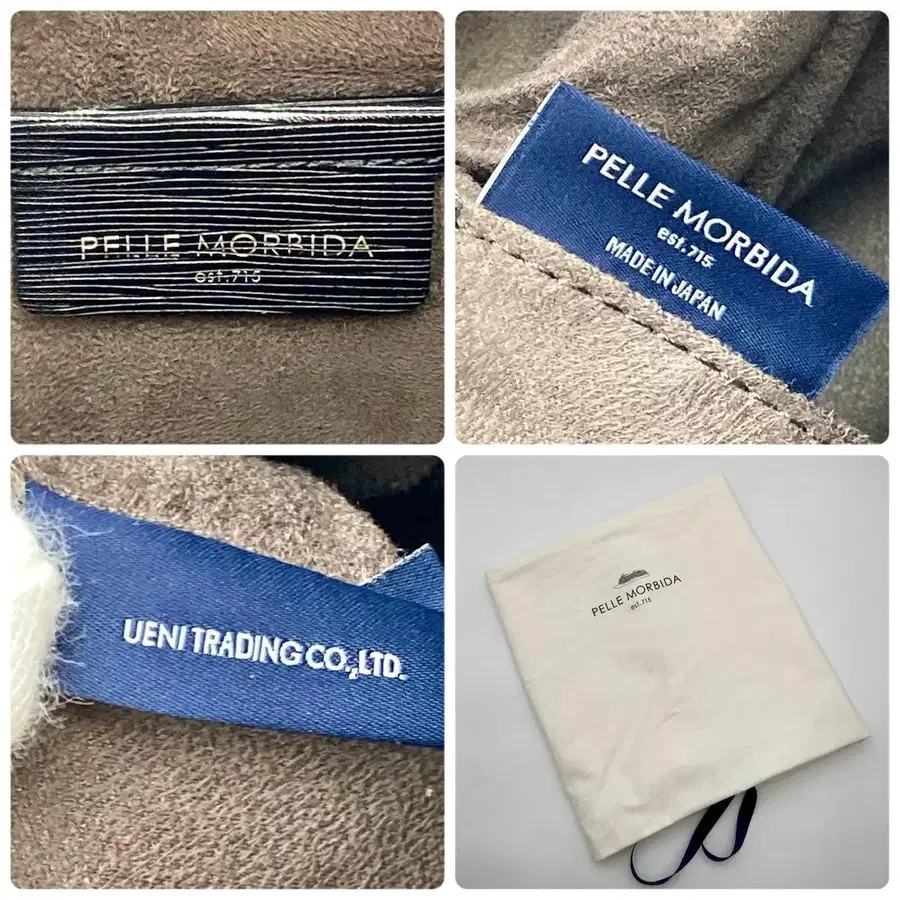 PELLE MORBIDA
est.715
PELLE MORBIDA
est.715
MADE IN JAPAN
UENI TRADING CO.,LTD.
PELLE MORBIDA
est.715